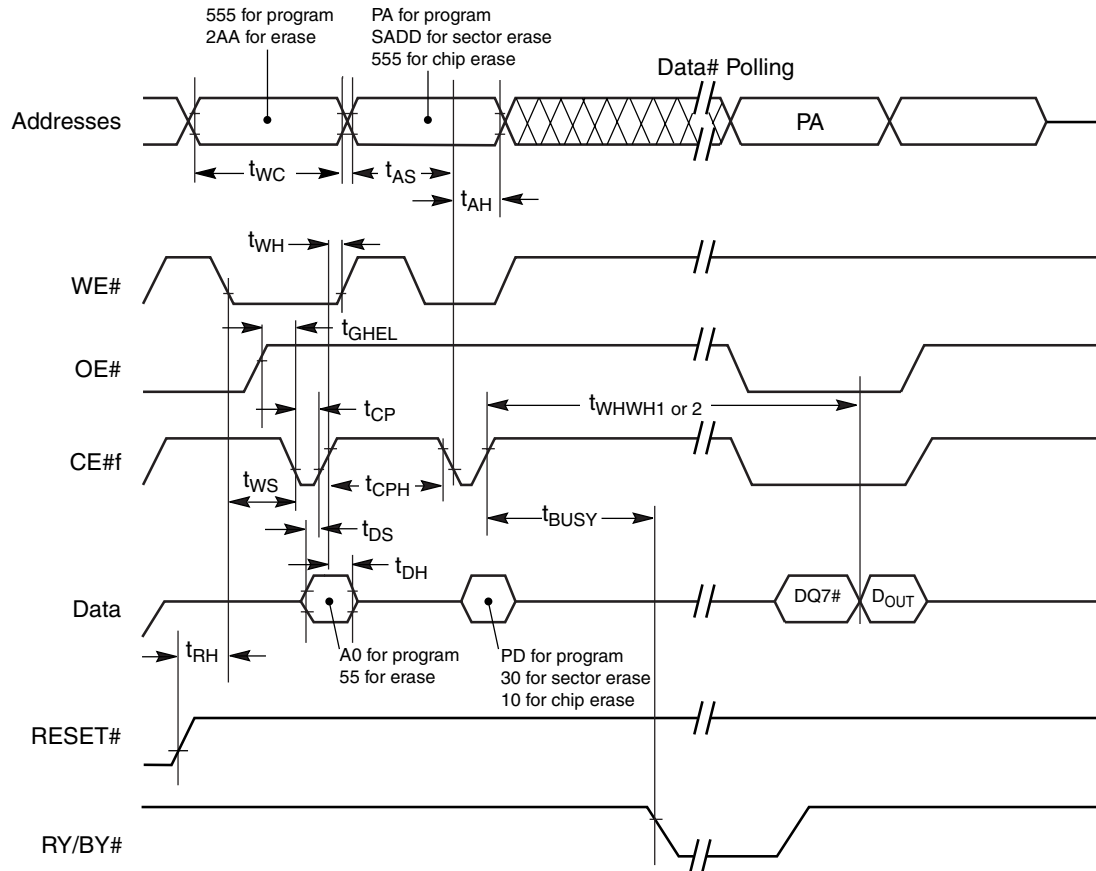 555 for program
2AA for erase
PA for program
SADD for sector erase
555 for chip erase
Data# Polling
Addresses
PA
tWC
tAS
tAH
tWH
WE#
tGHEL
OE#
tWHWH1 or 2
tCP
CE#f
tWS
tCPH
tBUSY
tDS
tDH
Data
DQ7#
DOUT
tRH
A0 for program
55 for erase
PD for program
30 for sector erase
10 for chip erase
RESET#
RY/BY#